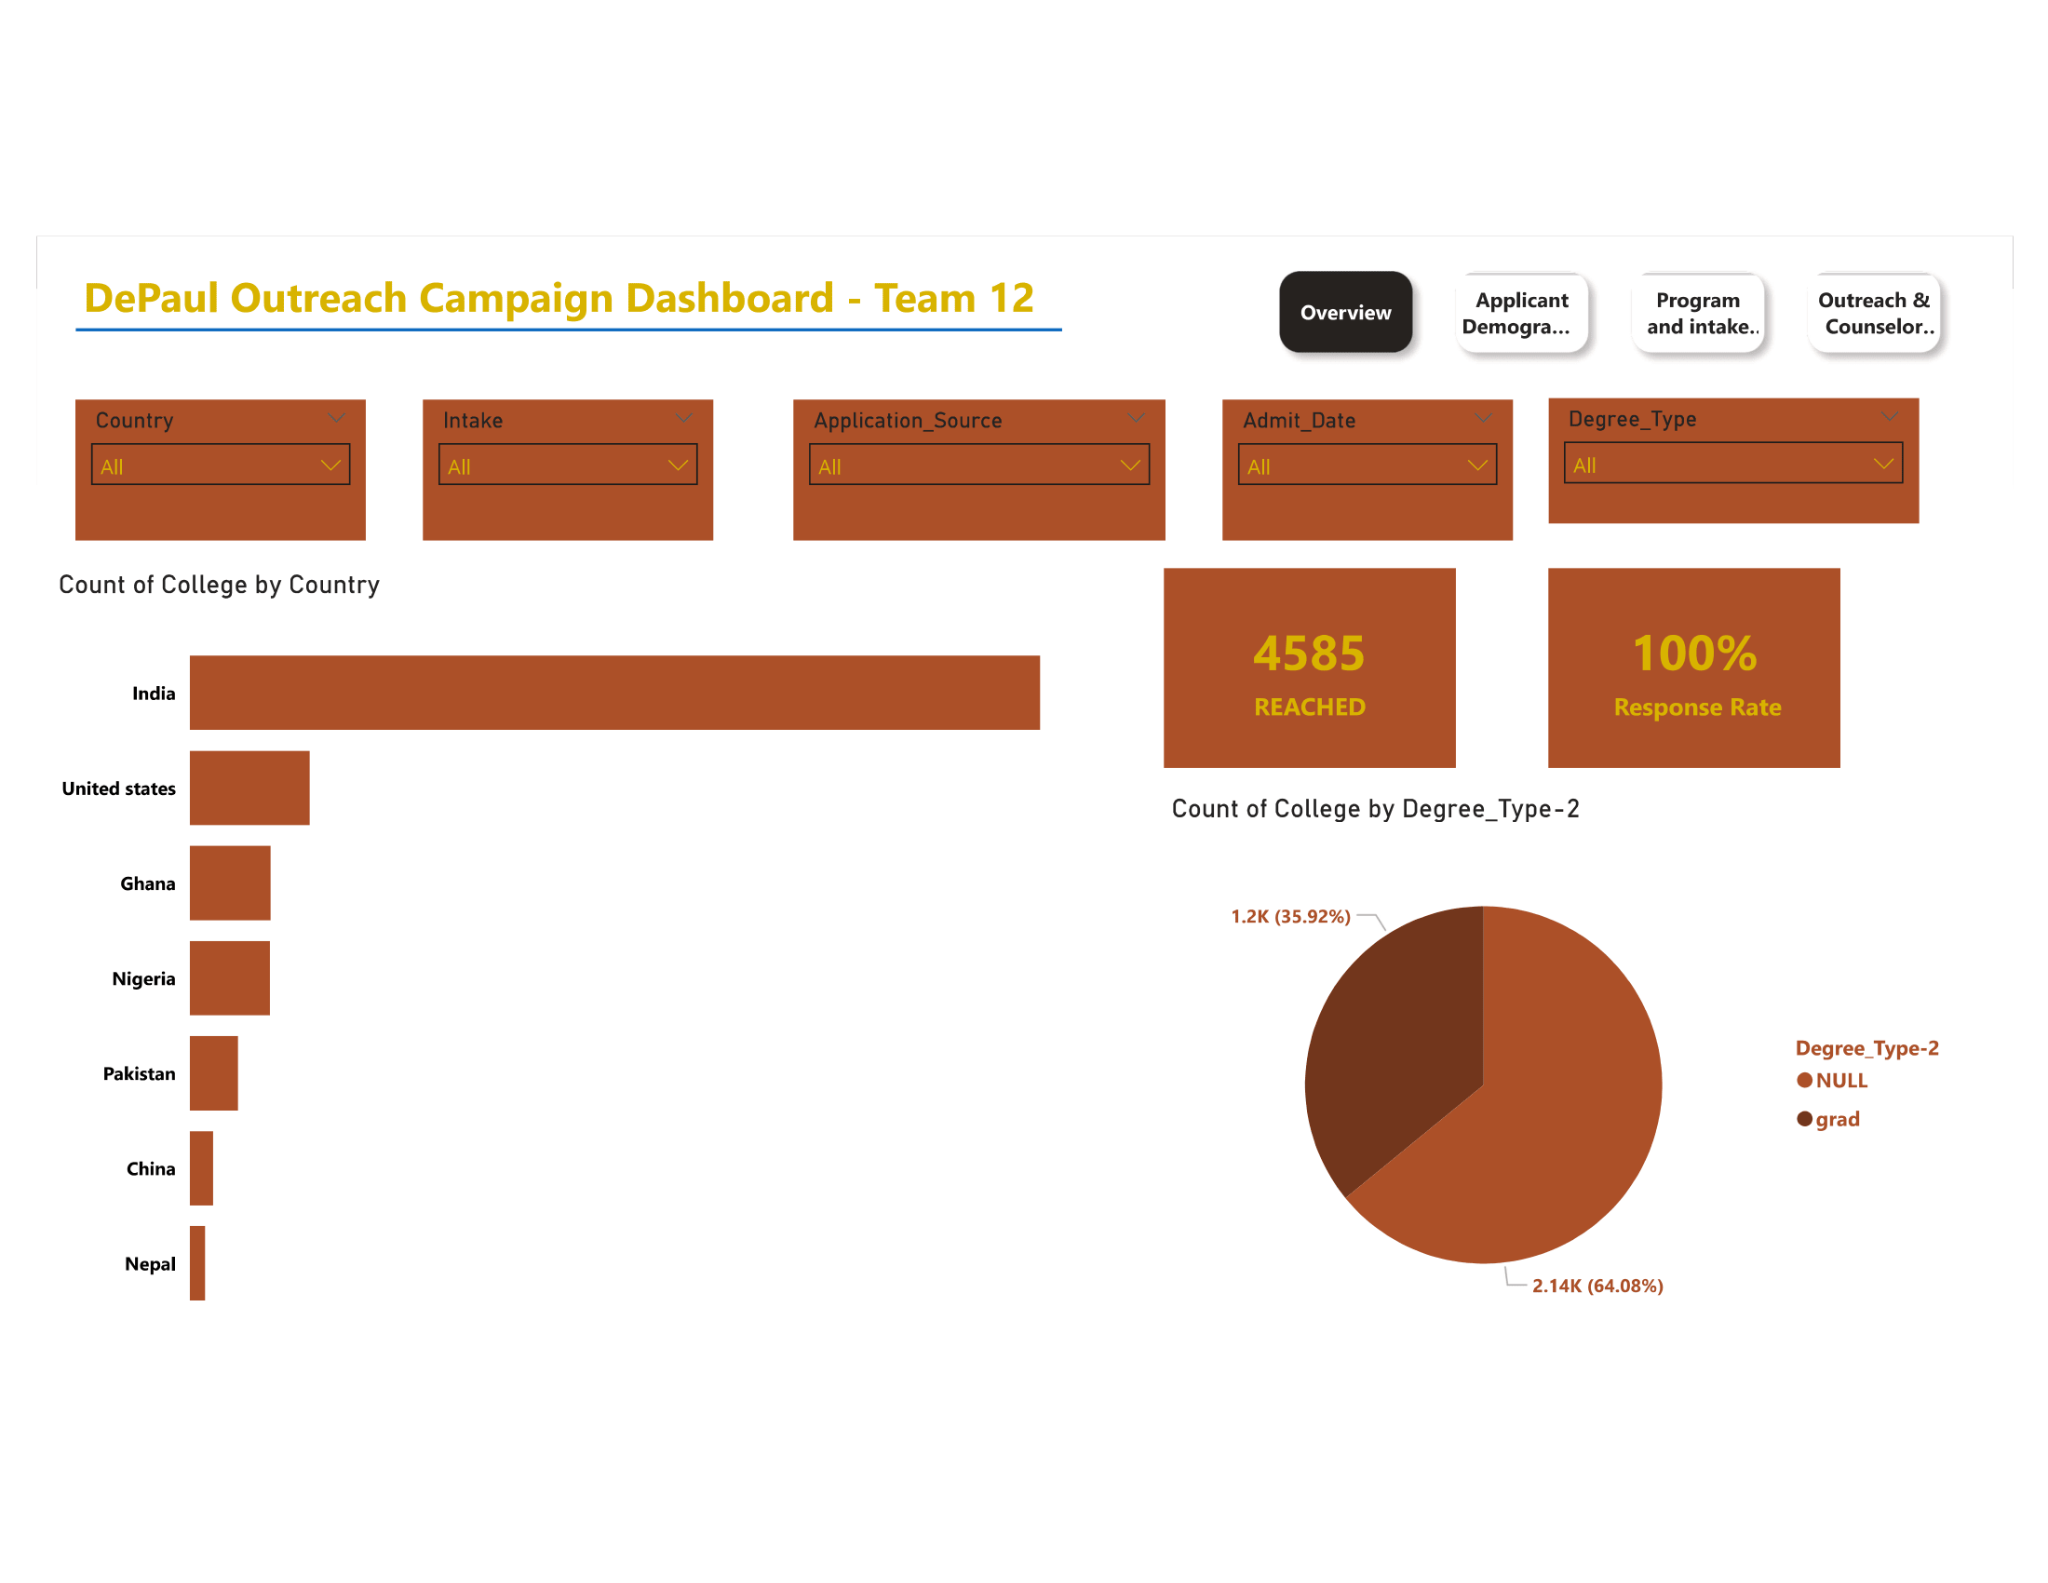 DePaul Outreach Campaign Dashboard - Team 12
Overview
Applicant
Demogra...
Program
and intake..
Outreach &
Counselor..
Country
All
Intake
All
Application_Source
All
Admit_Date
All
Degree_Type
All
Count of College by Country
India
United states
Ghana
Nigeria
Pakistan
China
Nepal
4585
REACHED
100%
Response Rate
Count of College by Degree_Type-2
1.2K (35.92%)
2.14K (64.08%)
Degree_Type-2
NULL
grad